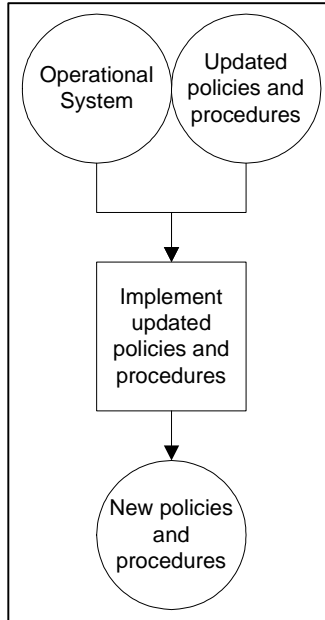 Operational
System
Updated
policies and
procedures
Implement
updated
policies and
procedures
New policies
and
procedures